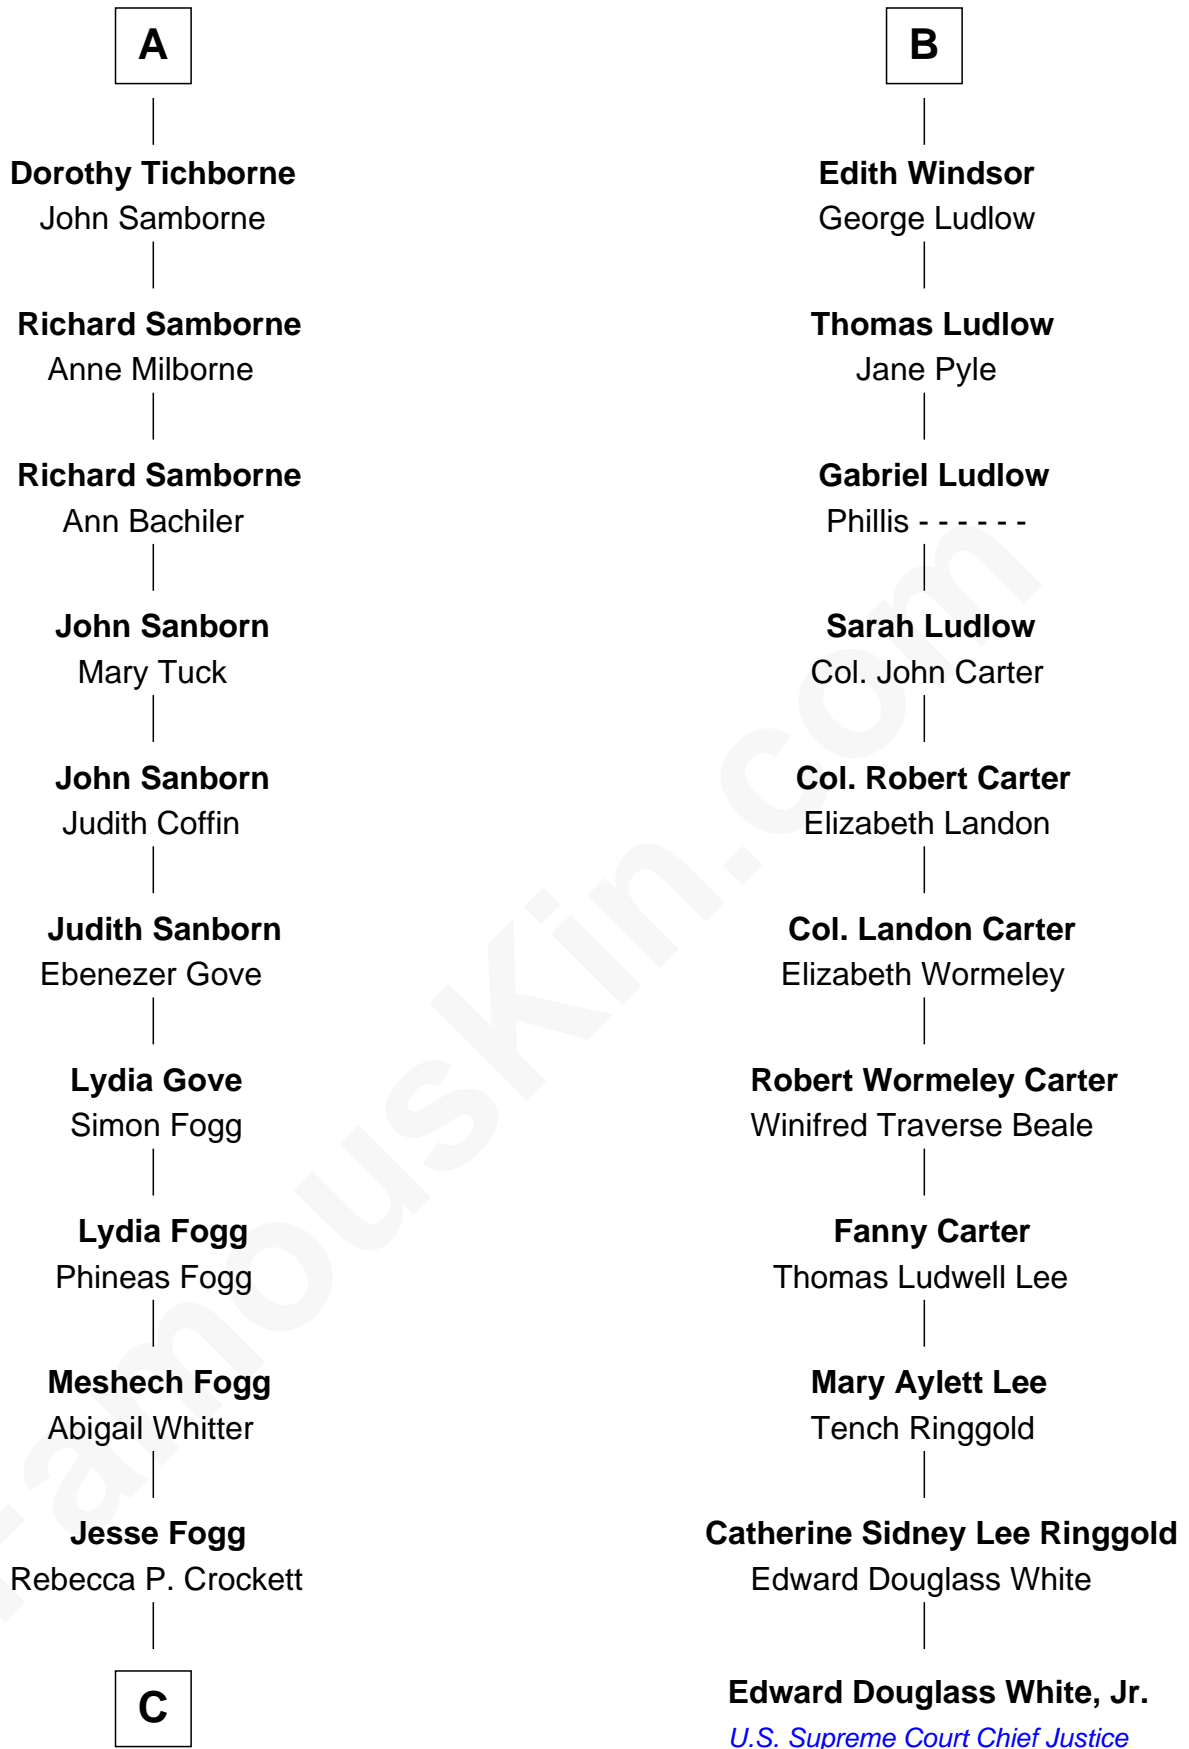 A
Dorothy Tichborne
John Samborne
Richard Samborne
Anne Milborne
Richard Samborne
Ann Bachiler
John Sanborn
Mary Tuck
John Sanborn
Judith Coffin
Judith Sanborn
Ebenezer Gove
Lydia Gove
Simon Fogg
Lydia Fogg
Phineas Fogg
Meshech Fogg
Abigail Whitter
Jesse Fogg
Rebecca P. Crockett
C
B
Edith Windsor
George Ludlow
Thomas Ludlow
Jane Pyle
Gabriel Ludlow
Phillis - - - - - -
Sarah Ludlow
Col. John Carter
Col. Robert Carter
Elizabeth Landon
Col. Landon Carter
Elizabeth Wormeley
Robert Wormeley Carter
Winifred Traverse Beale
Fanny Carter
Thomas Ludwell Lee
Mary Aylett Lee
Tench Ringgold
Catherine Sidney Lee Ringgold
Edward Douglass White
Edward Douglass White, Jr.
U.S. Supreme Court Chief Justice
FamousKin.com